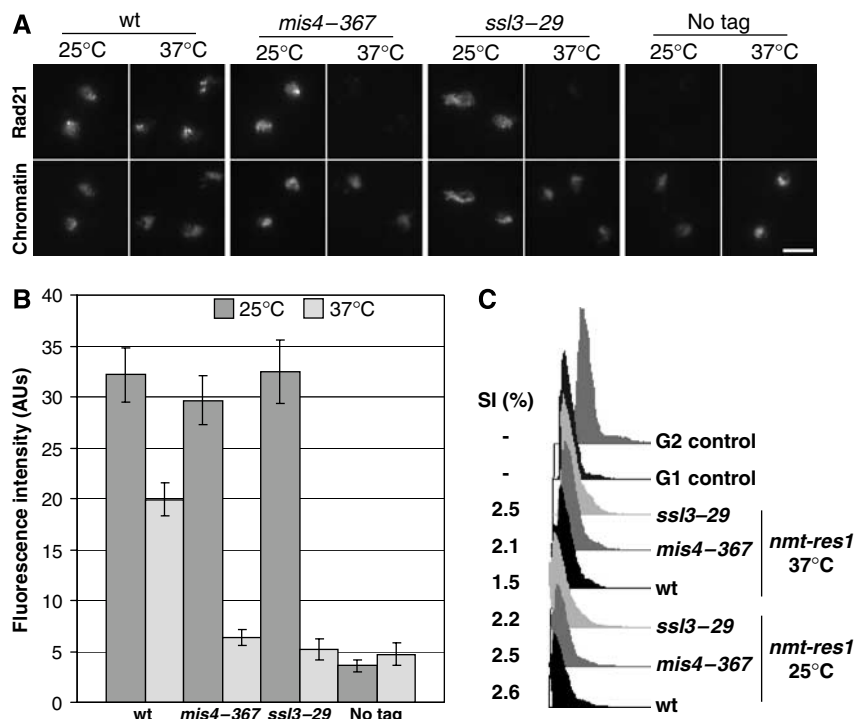 A
wt mis4–367 ssl3–29 No tag
25°C 37°C 25°C 37°C 25°C 37°C 25°C 37°C
Rad21
Chromatin
B
Fluorescence intensity (AUs)
40
35
30
25
20
15
10
5
0
25°C 37°C
wt mis4–367 ssl3–29 No tag
C
SI (%)
- G2 control
- G1 control
2.5 ssl3–29
2.1 mis4–367
1.5 wt
nmt-res1
37°C
2.2 ssl3–29
2.5 mis4–367
2.6 wt
nmt-res1
25°C